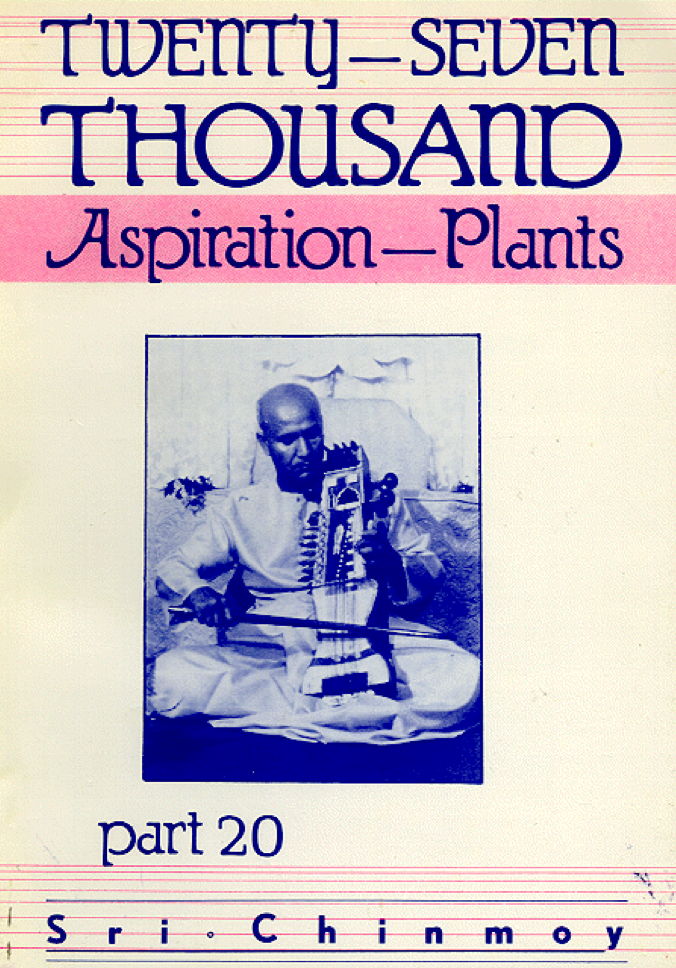 TWENTY—SEVEN
THOUSAND
Aspiration—Plants
part 20
Sri Chinmoy